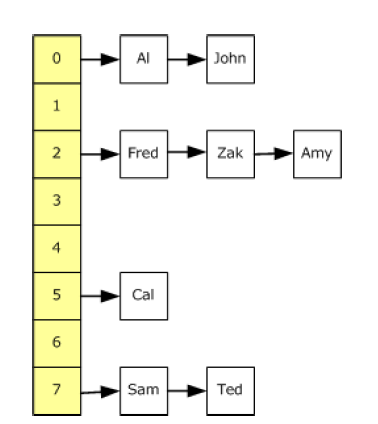 0 Al John
1
2 Fred Zak Amy
3
4
5 Cal
6
7 Sam Ted